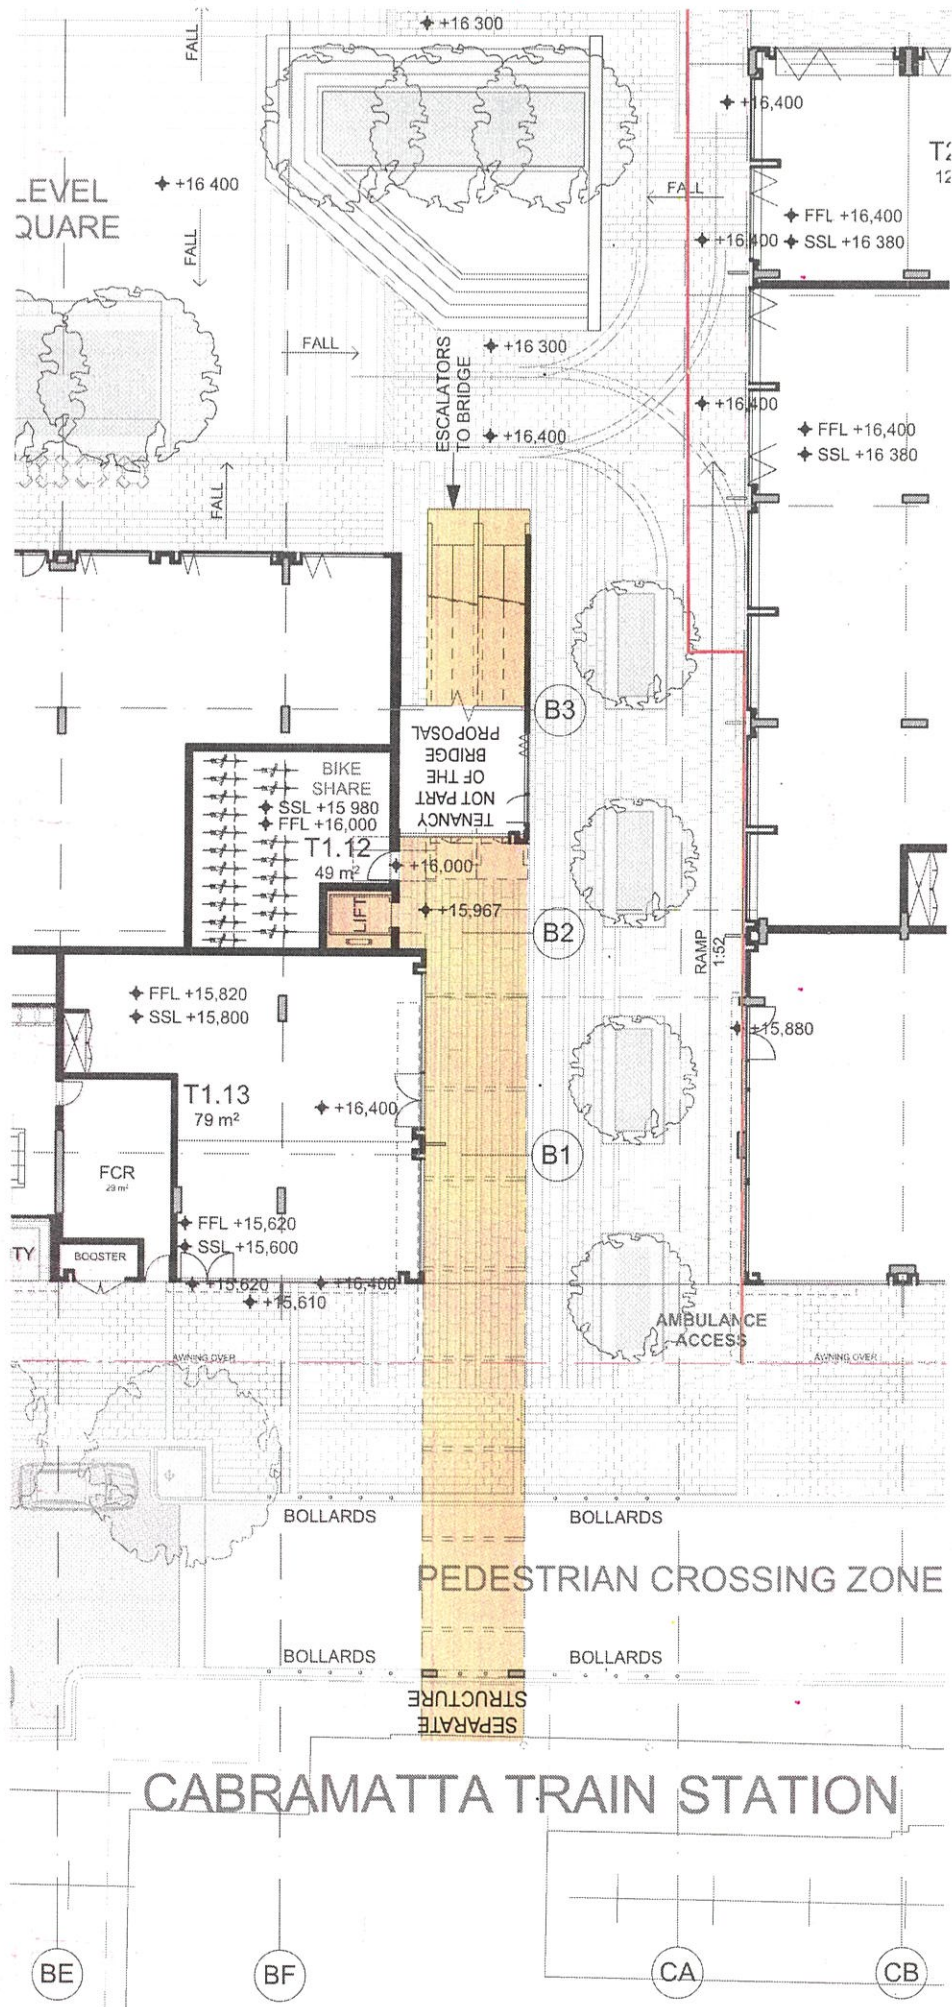 +16 300
FALL
+16,400
+16 400
LEVEL
QUARE
FALL
FALL
T2
12
FFL +16,400
SSL +16 380
+16,400
+16 300
FALL
ESCALATORS
TO BRIDGE
+16,400
+16,400
FFL +16,400
SSL +16 380
FALL
B3
TENANCY
NOT PART
OF THE
BRIDGE
PROPOSAL
BIKE
SHARE
SSL +15 980
FFL +16,000
T1.12
49 m²
+16,000
LIFT
+15,967
B2
RAMP
1:52
FFL +15,820
SSL +15,800
+15,880
T1.13
79 m²
+16,400
B1
FCR
29 m²
FFL +15,620
SSL +15,600
TY
BOOSTER
+15,620
+16,400
+15,610
AMBULANCE
ACCESS
AWNING OVER
AWNING OVER
BOLLARDS
BOLLARDS
PEDESTRIAN CROSSING ZONE
BOLLARDS
BOLLARDS
SEPARATE
STRUCTURE
CABRAMATTA TRAIN STATION
BE
BF
CA
CB